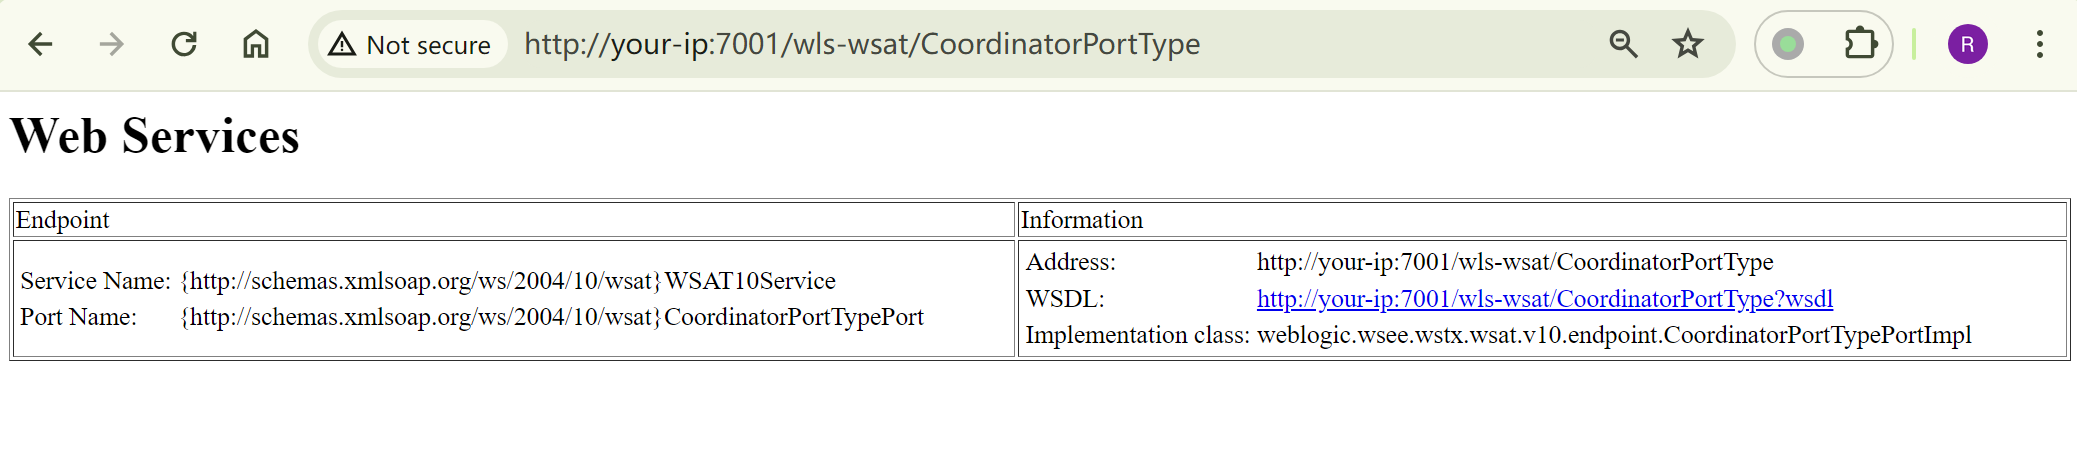 Not secure http://your-ip:7001/wls-wsat/CoordinatorPortType R
Web Services
Endpoint Information
Service Name: {http://schemas.xmlsoap.org/ws/2004/10/wsat}WSAT10Service
Port Name: {http://schemas.xmlsoap.org/ws/2004/10/wsat}CoordinatorPortTypePort
Address: http://your-ip:7001/wls-wsat/CoordinatorPortType
WSDL: http://your-ip:7001/wls-wsat/CoordinatorPortType?wsdl
Implementation class: weblogic.wsee.wstx.wsat.v10.endpoint.CoordinatorPortTypePortImpl